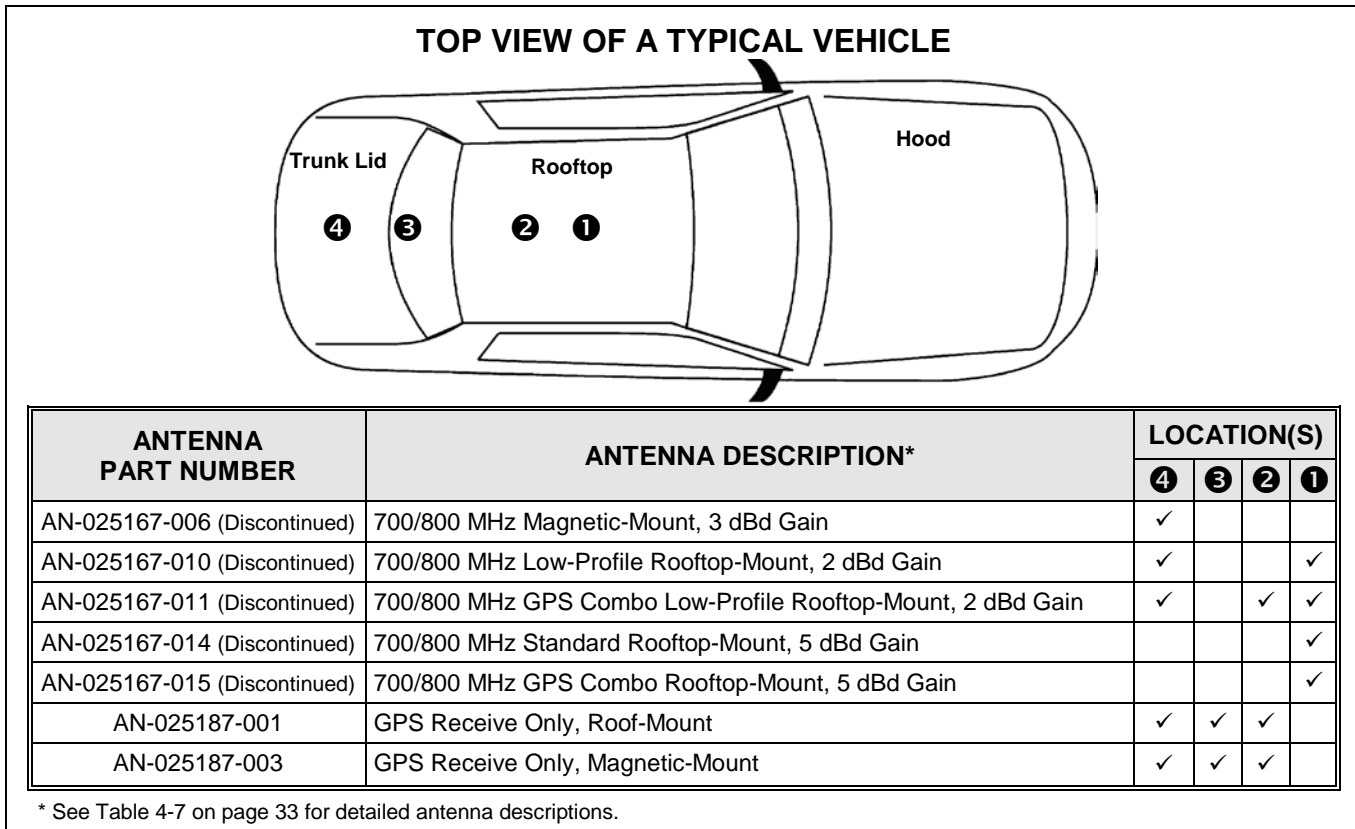 TOP VIEW OF A TYPICAL VEHICLE
Hood
Trunk Lid
Rooftop
❹ ❸ ❷ ❶
ANTENNA PART NUMBER ANTENNA DESCRIPTION* LOCATION(S)
❹ ❸ ❷ ❶
AN-025167-006 (Discontinued) 700/800 MHz Magnetic-Mount, 3 dBd Gain ✓
AN-025167-010 (Discontinued) 700/800 MHz Low-Profile Rooftop-Mount, 2 dBd Gain ✓ ✓
AN-025167-011 (Discontinued) 700/800 MHz GPS Combo Low-Profile Rooftop-Mount, 2 dBd Gain ✓ ✓ ✓
AN-025167-014 (Discontinued) 700/800 MHz Standard Rooftop-Mount, 5 dBd Gain ✓
AN-025167-015 (Discontinued) 700/800 MHz GPS Combo Rooftop-Mount, 5 dBd Gain ✓
AN-025187-001 GPS Receive Only, Roof-Mount ✓ ✓ ✓
AN-025187-003 GPS Receive Only, Magnetic-Mount ✓ ✓ ✓
* See Table 4-7 on page 33 for detailed antenna descriptions.